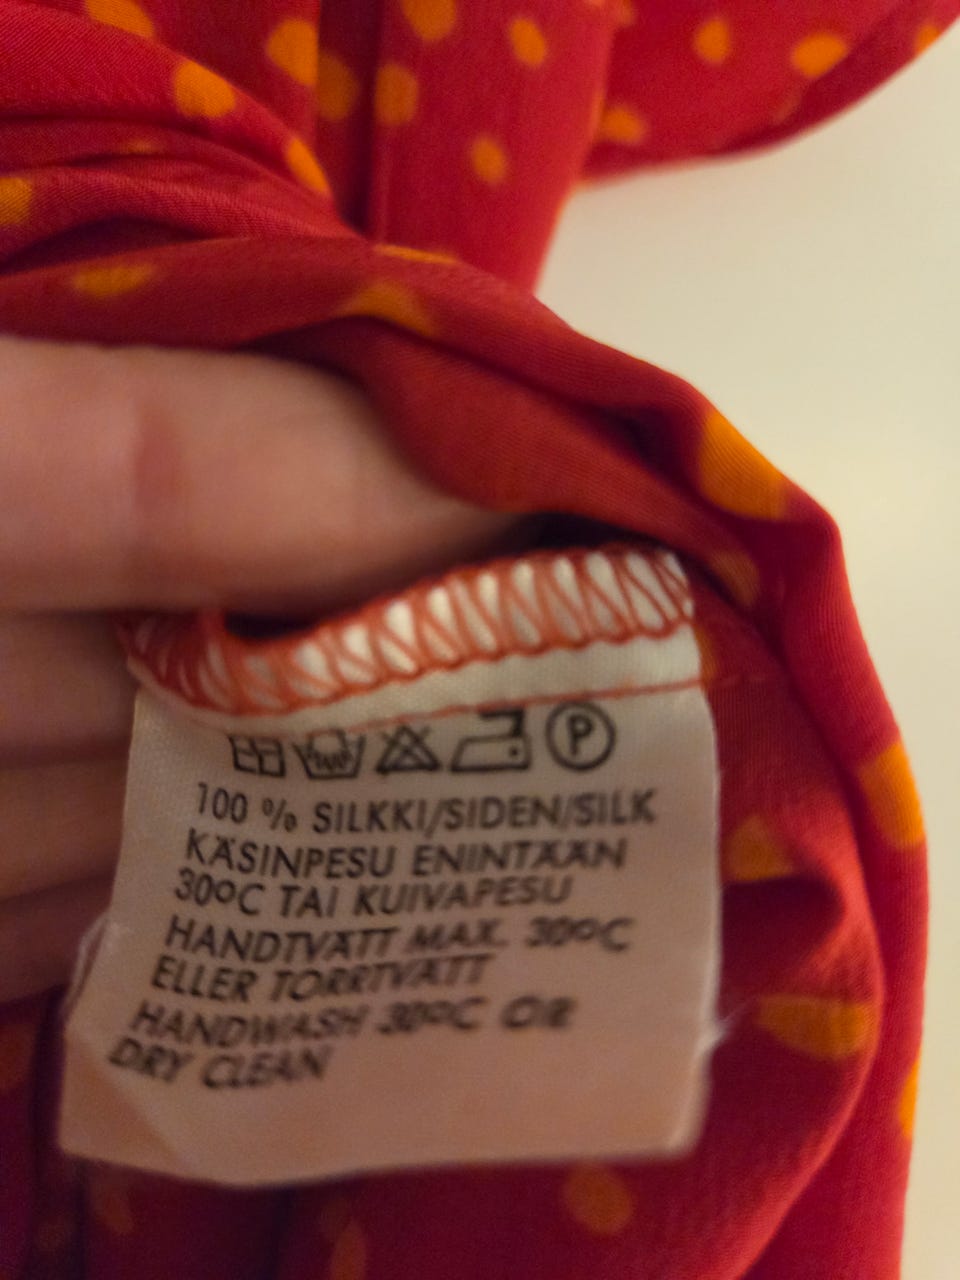 P
100 % SILKKI/SIDEN/SILK
KÄSINPESU ENINTÄÄN
30ºC TAI KUIVAPESU
HANDTVÄTT MAX. 30ºC
ELLER TORRTVÄTT
HANDWASH 30ºC OR
DRY CLEAN